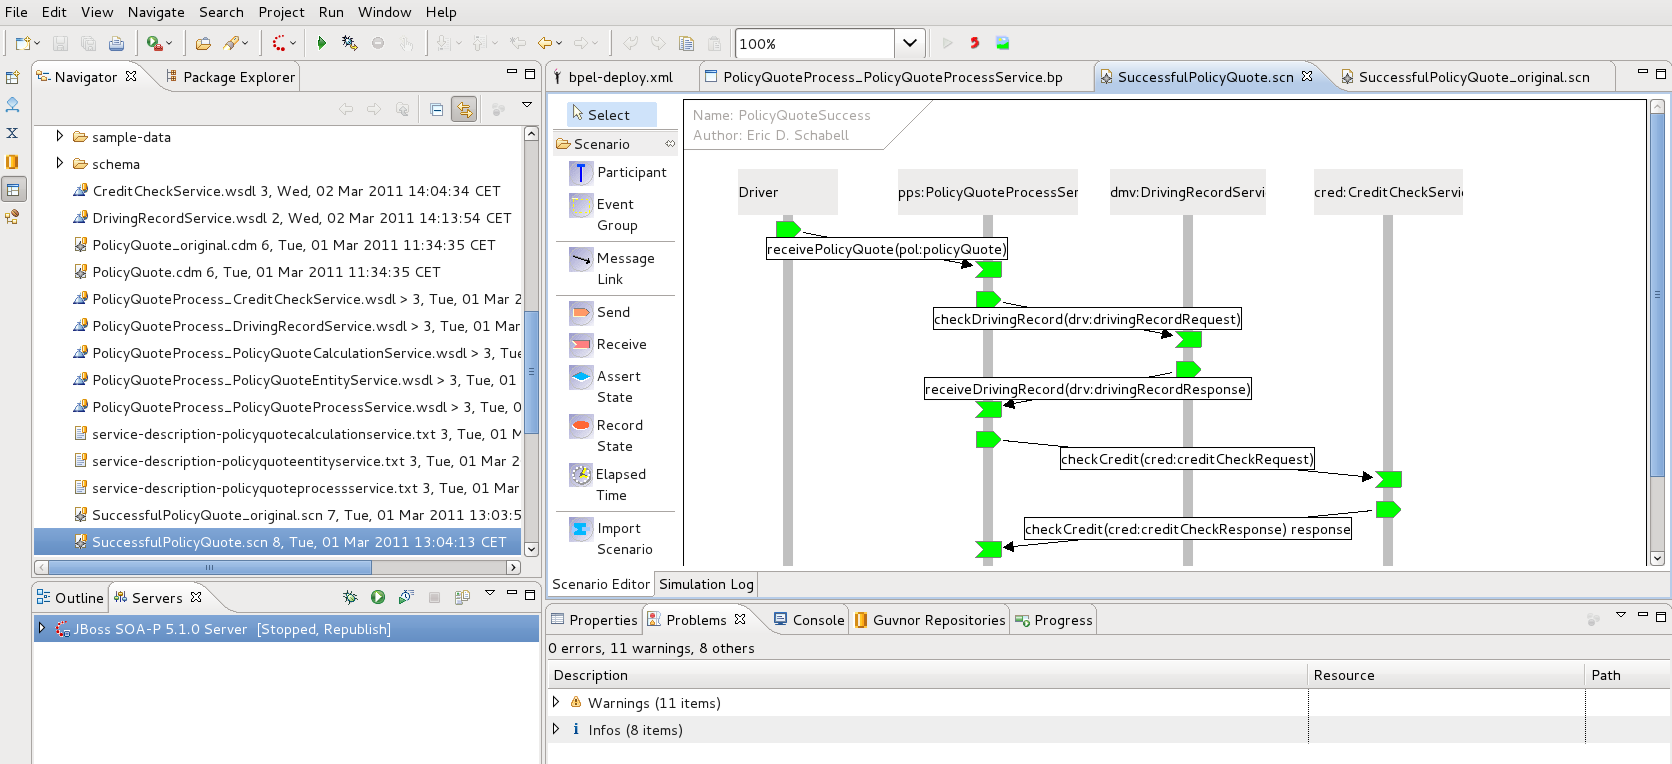 File Edit View Navigate Search Project Run Window Help
100%
Navigator Package Explorer
sample-data
schema
CreditCheckService.wsdl 3, Wed, 02 Mar 2011 14:04:34 CET
DrivingRecordService.wsdl 2, Wed, 02 Mar 2011 14:13:54 CET
PolicyQuote_original.cdm 6, Tue, 01 Mar 2011 11:34:35 CET
PolicyQuote.cdm 6, Tue, 01 Mar 2011 11:34:35 CET
PolicyQuoteProcess_CreditCheckService.wsdl > 3, Tue, 01 Mar 2
PolicyQuoteProcess_DrivingRecordService.wsdl > 3, Tue, 01 Mar
PolicyQuoteProcess_PolicyQuoteCalculationService.wsdl > 3, Tue
PolicyQuoteProcess_PolicyQuoteEntityService.wsdl > 3, Tue, 01
PolicyQuoteProcess_PolicyQuoteProcessService.wsdl > 3, Tue, 0
service-description-policyquotecalculationservice.txt 3, Tue, 01 M
service-description-policyquoteentityservice.txt 3, Tue, 01 Mar 2
service-description-policyquoteprocessservice.txt 3, Tue, 01 Mar
SuccessfulPolicyQuote_original.scn 7, Tue, 01 Mar 2011 13:03:5
SuccessfulPolicyQuote.scn 8, Tue, 01 Mar 2011 13:04:13 CET
Outline Servers
JBoss SOA-P 5.1.0 Server [Stopped, Republish]
bpel-deploy.xml PolicyQuoteProcess_PolicyQuoteProcessService.bp SuccessfulPolicyQuote.scn SuccessfulPolicyQuote_original.scn
Select
Scenario
Participant
Event
Group
Message
Link
Send
Receive
Assert
State
Record
State
Elapsed
Time
Import
Scenario
Name: PolicyQuoteSuccess
Author: Eric D. Schabell
Driver pps:PolicyQuoteProcessSer dmv:DrivingRecordServi cred:CreditCheckServic
receivePolicyQuote(pol:policyQuote)
checkDrivingRecord(drv:drivingRecordRequest)
receiveDrivingRecord(drv:drivingRecordResponse)
checkCredit(cred:creditCheckRequest)
checkCredit(cred:creditCheckResponse) response
Scenario Editor Simulation Log
Properties Problems Console Guvnor Repositories Progress
0 errors, 11 warnings, 8 others
Description Resource Path
Warnings (11 items)
Infos (8 items)